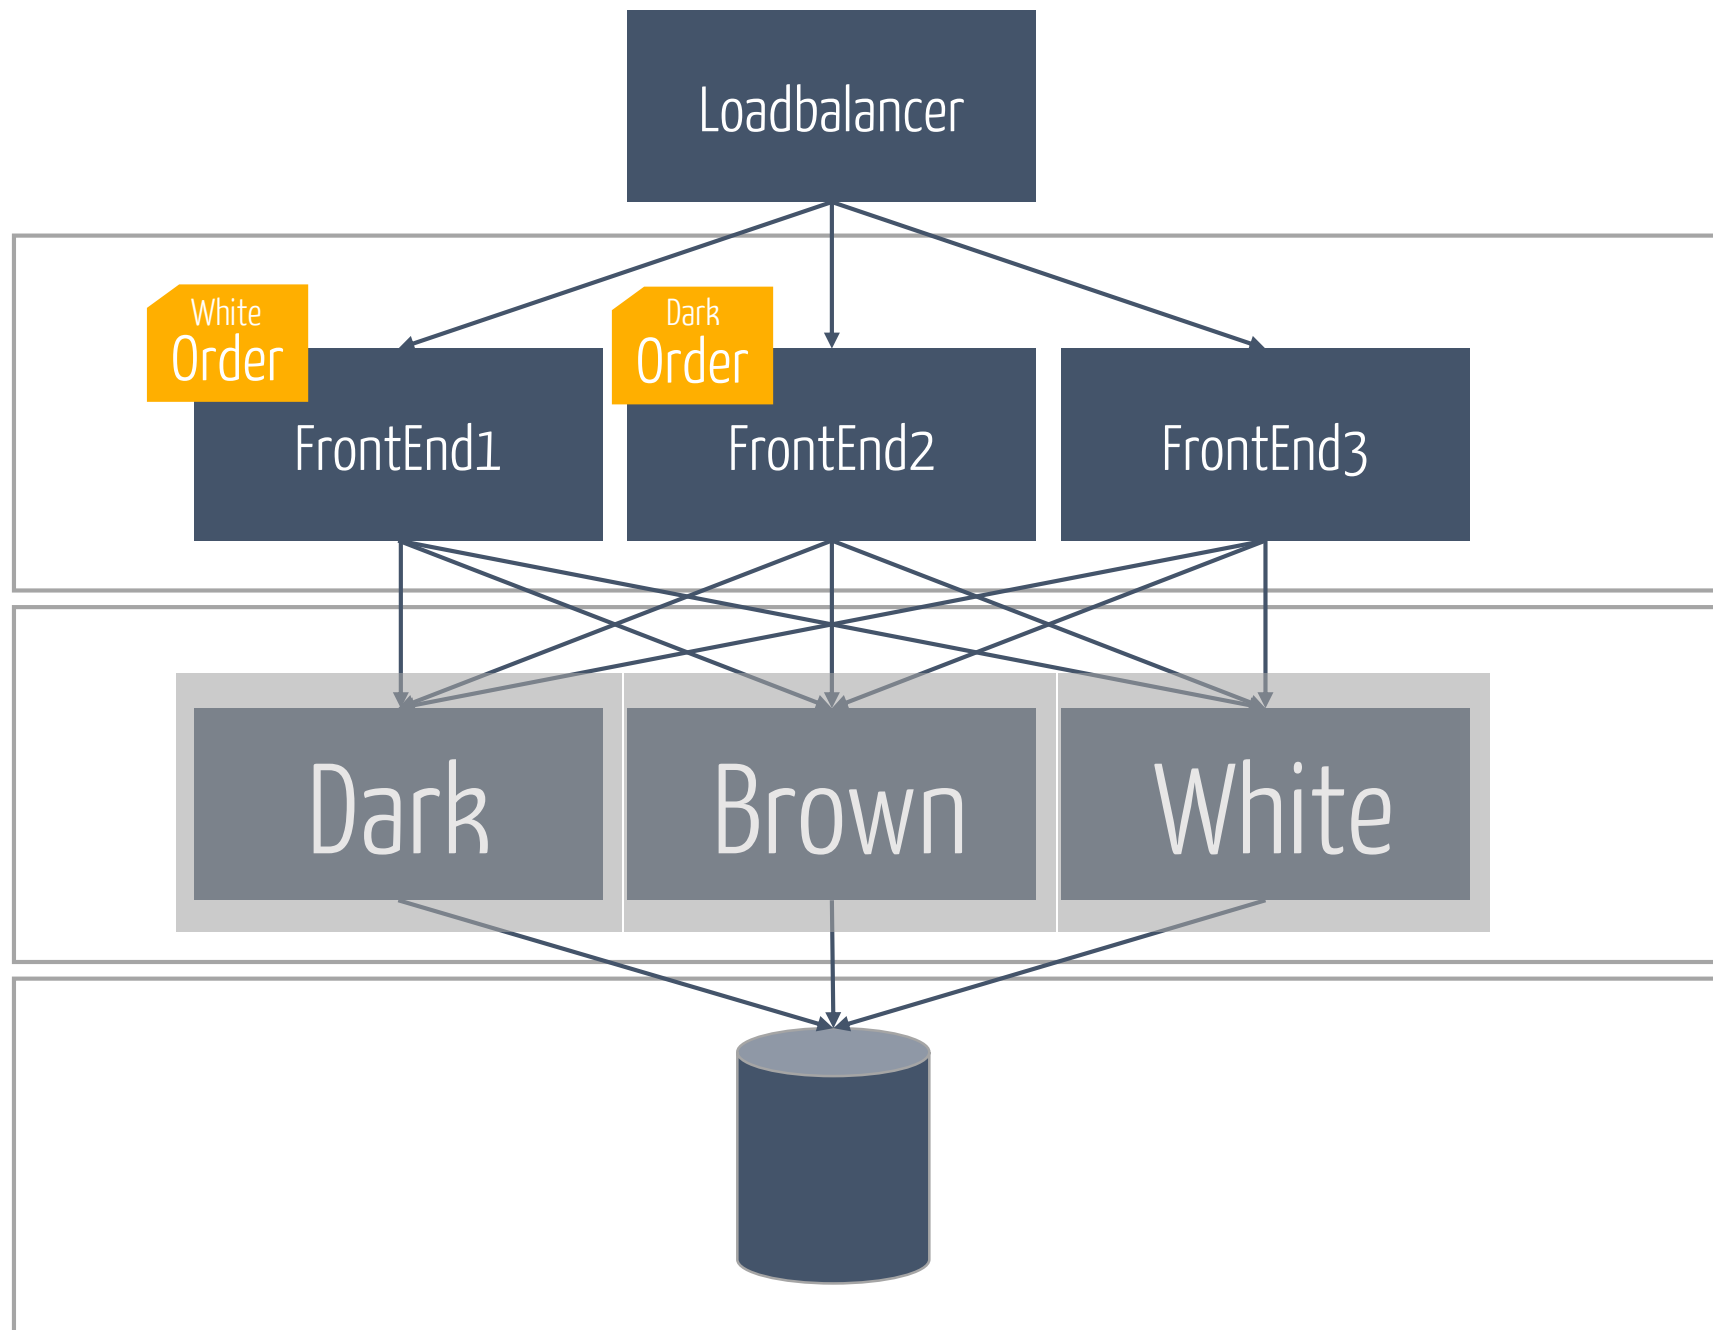 Loadbalancer
White
Order
Dark
Order
FrontEnd1
FrontEnd2
FrontEnd3
Dark
Brown
White